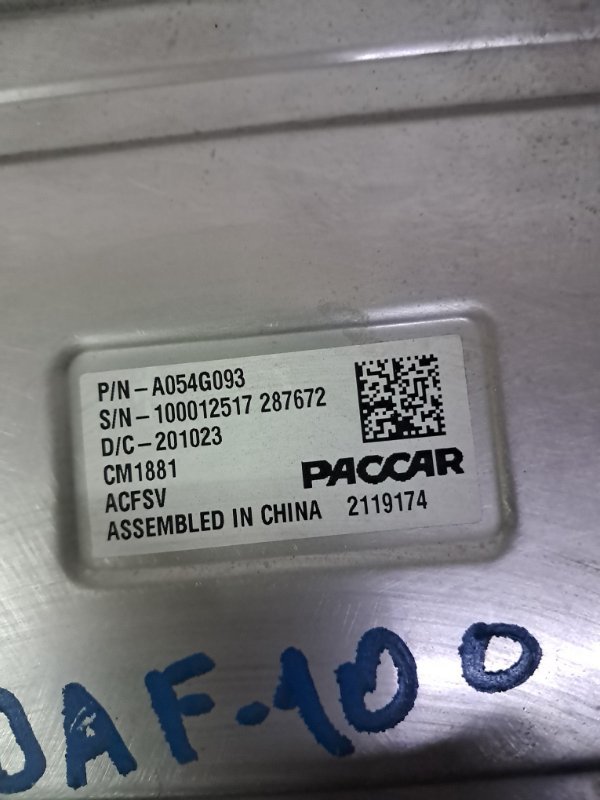 P/N-A054G093
S/N-100012517 287672
D/C-201023
CM1881
PACCAR
ACFSV
ASSEMBLED IN CHINA 2119174
DAF-100